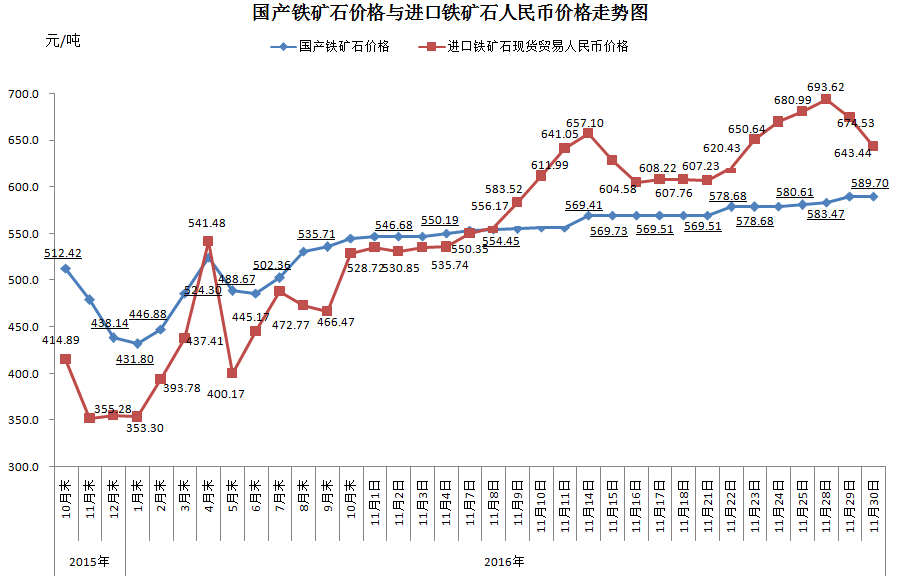 国产铁矿石价格与进口铁矿石人民币价格走势图
元/吨
国产铁矿石价格 进口铁矿石现货贸易人民币价格
700.0
650.0
600.0
550.0
500.0
450.0
400.0
350.0
300.0
512.42
438.14
431.80
446.88
524.30
488.67
502.36
535.71
546.68
550.19
554.45
569.41
569.73
569.51
569.51
578.68
578.68
580.61
583.47
589.70
414.89
355.28
353.30
393.78
437.41
541.48
400.17
445.17
472.77
466.47
528.72
530.85
535.74
550.35
556.17
583.52
611.99
641.05
657.10
604.58
608.22
607.76
607.23
620.43
650.64
680.99
693.62
674.53
643.44
10月末
11月末
12月末
1月末
2月末
3月末
4月末
5月末
6月末
7月末
8月末
9月末
10月末
11月1日
11月2日
11月3日
11月4日
11月7日
11月8日
11月9日
11月10日
11月11日
11月14日
11月15日
11月16日
11月17日
11月18日
11月21日
11月22日
11月23日
11月24日
11月25日
11月28日
11月29日
11月30日
2015年 2016年